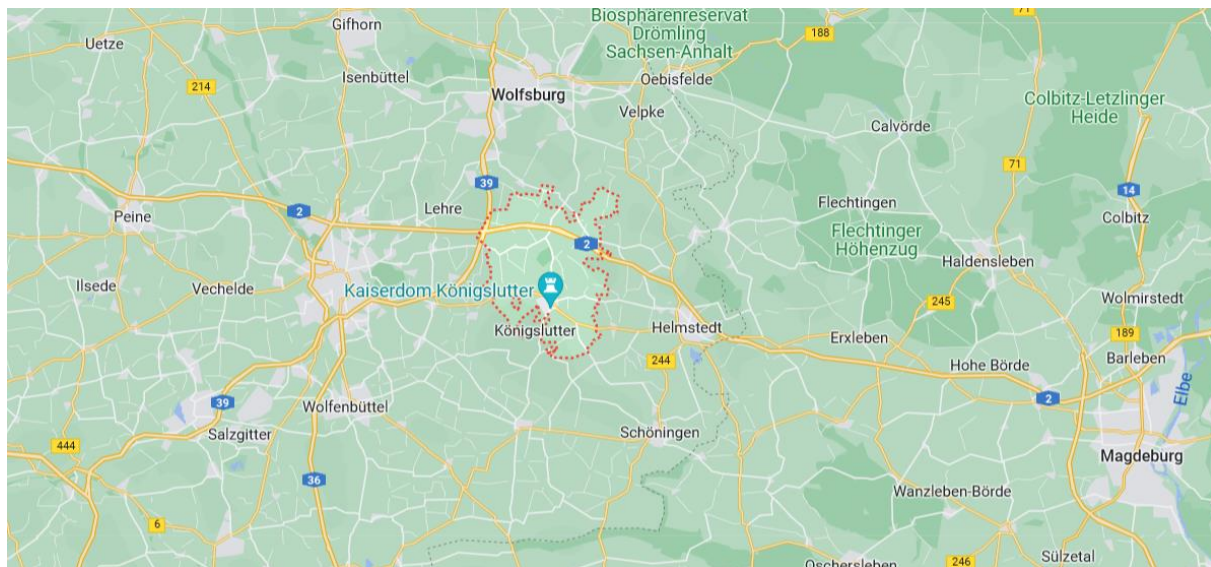 71
Gifhorn
Biosphärenreservat
Drömling
Sachsen-Anhalt
188
Uetze
Isenbüttel
Oebisfelde
214
Wolfsburg
Velpke
Colbitz-Letzlinger
Heide
Calvörde
71
39
14
Lehre
Flechtingen
2
Peine
Colbitz
Flechtinger
Höhenzug
2
Haldensleben
Ilsede
Vechelde
Kaiserdom Königslutter
245
Wolmirstedt
Königslutter
Helmstedt
Erxleben
189
244
Hohe Börde
Barleben
39
Wolfenbüttel
2
Elbe
Salzgitter
Schöningen
444
Magdeburg
36
Wanzleben-Börde
6
Sülzetal
246
Oschersleben